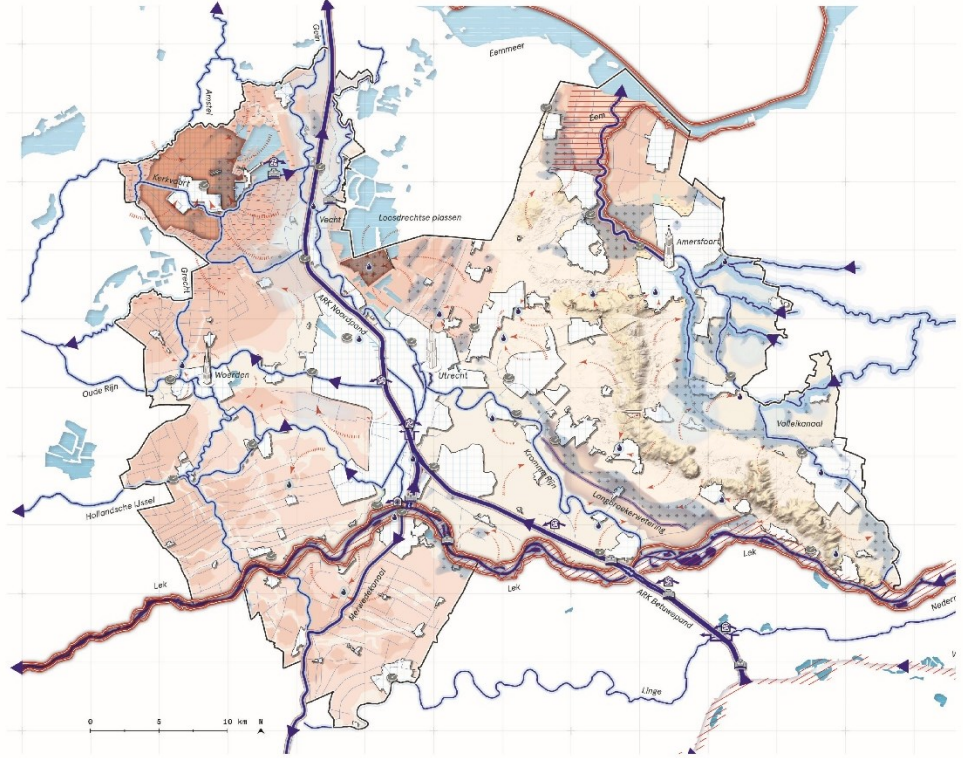 Gein
Eemmeer
Amstel
Eem
Kerkvaart
Vecht
Loosdrechtse plassen
Amersfoort
Grecht
ARK Noordpand
Utrecht
Woerden
Oude Rijn
Valleikanaal
Kromme Rijn
Langbroekerwetering
Hollandsche IJssel
Lek
Lek
Lek
Merwedekanaal
ARK Betuwepand
Neder
Linge
0 5 10 km N